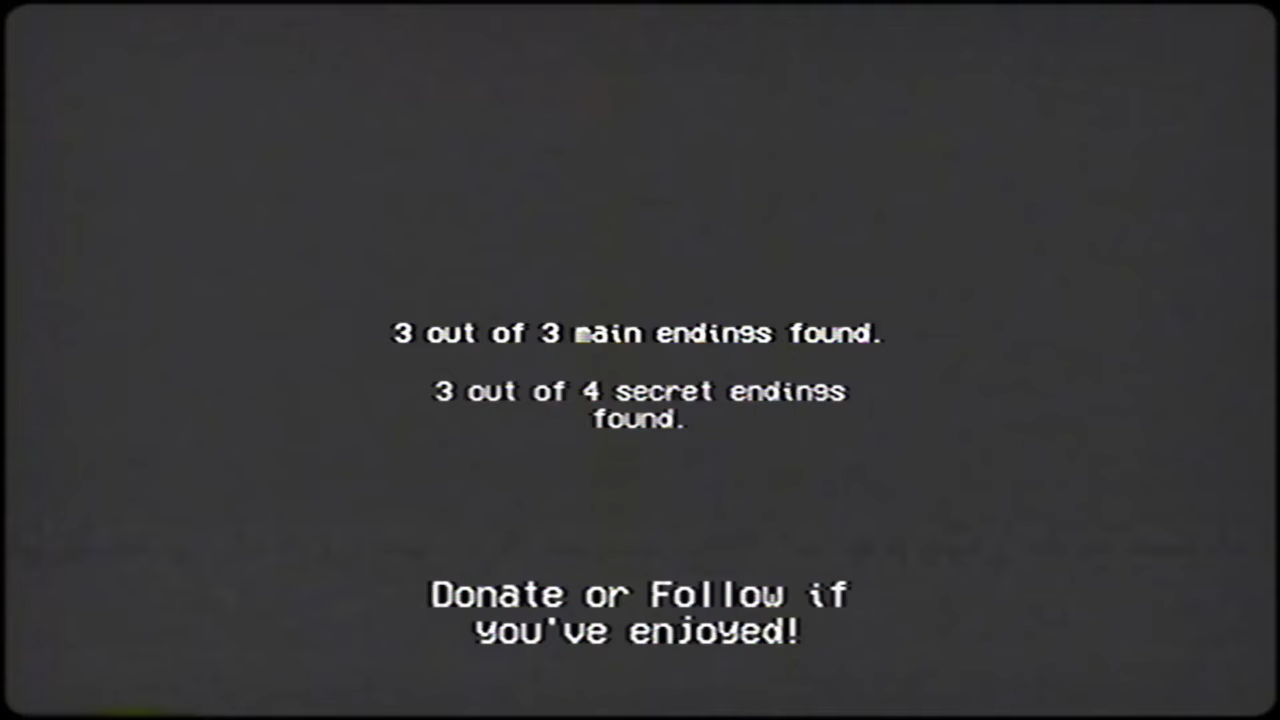 3 out of 3 main endings found.
3 out of 4 secret endings
found.
Donate or Follow if
you've enjoyed!